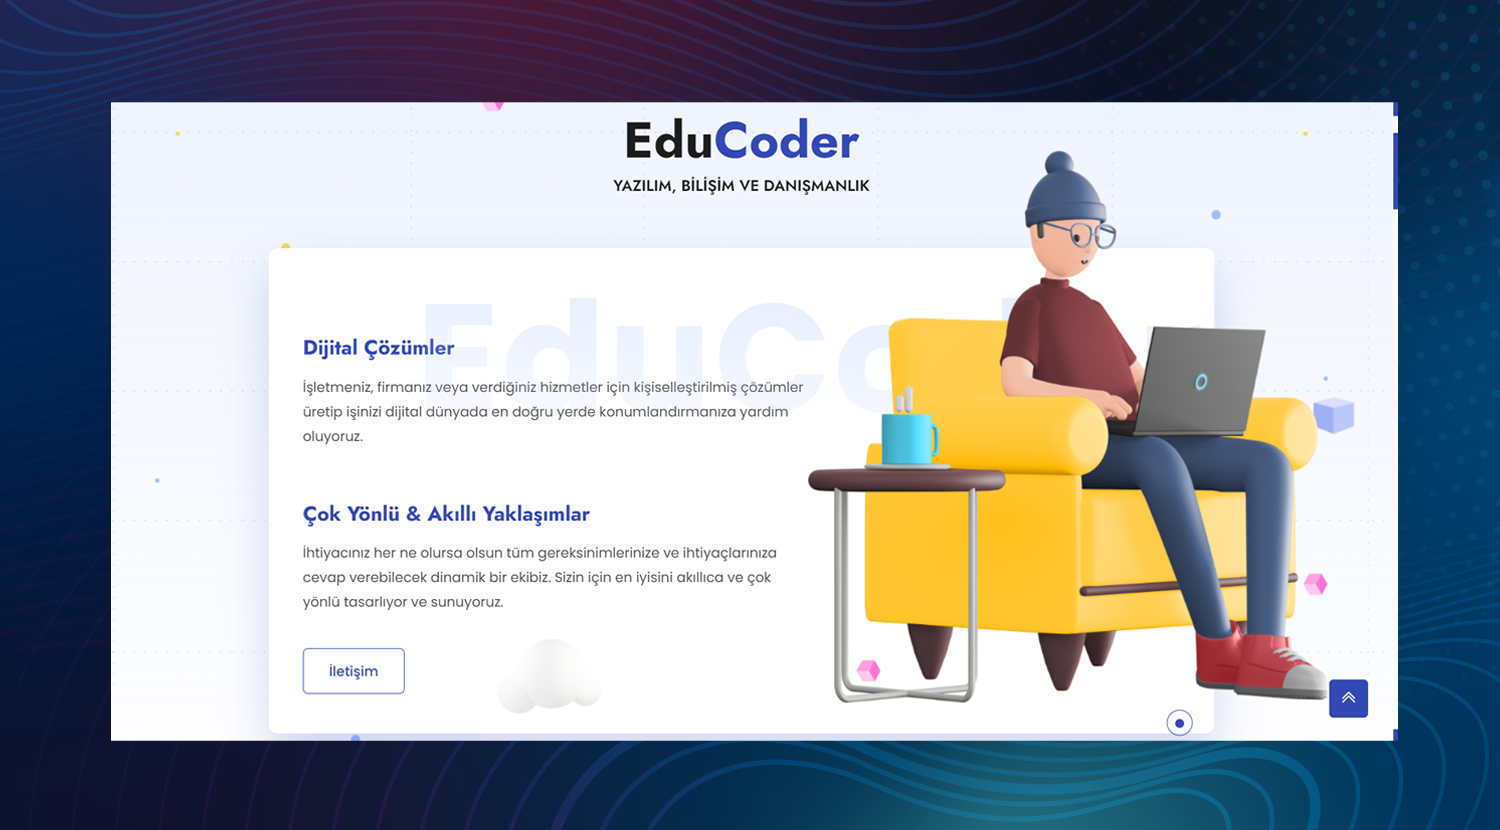 EduCoder
YAZILIM, BİLİŞİM VE DANIŞMANLIK
EduCo
Dijital Çözümler
İşletmeniz, firmanız veya verdiğiniz hizmetler için kişiselleştirilmiş çözümler
üretip işinizi dijital dünyada en doğru yerde konumlandırmanıza yardım
oluyoruz.
Çok Yönlü & Akıllı Yaklaşımlar
İhtiyacınız her ne olursa olsun tüm gereksinimlerinize ve ihtiyaçlarınıza
cevap verebilecek dinamik bir ekibiz. Sizin için en iyisini akıllıca ve çok
yönlü tasarlıyor ve sunuyoruz.
İletişim